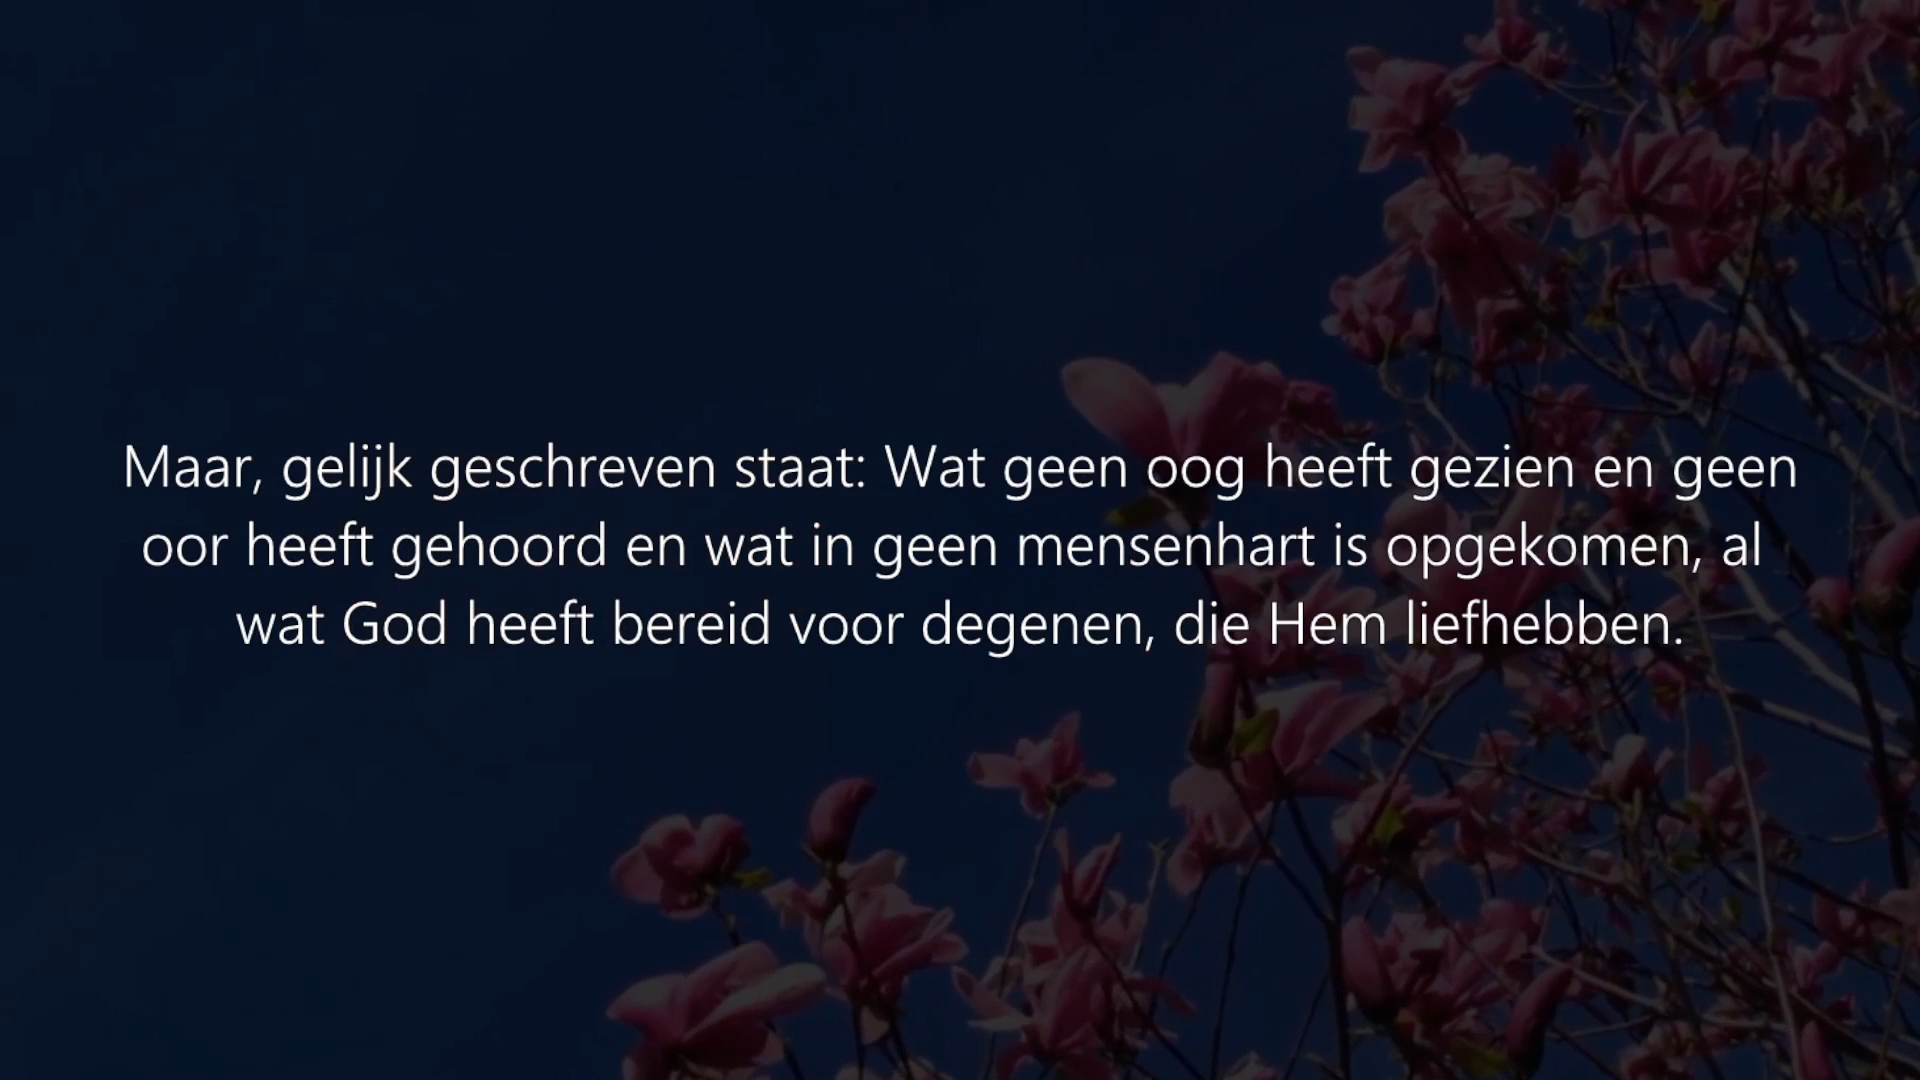 Maar, gelijk geschreven staat: Wat geen oog heeft gezien en geen
oor heeft gehoord en wat in geen mensenhart is opgekomen, al
wat God heeft bereid voor degenen, die Hem liefhebben.